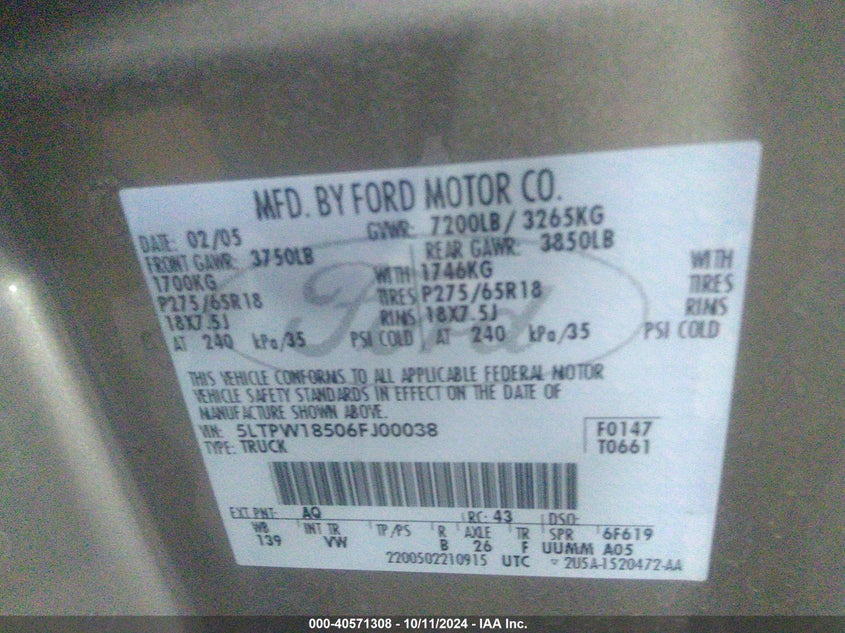 MFD. BY FORD MOTOR CO.
DATE: 02/05 GVWR: 7200LB / 3265KG
FRONT GAWR: 3750LB REAR GAWR: 3850LB
1700KG WITH 1746KG WITH
P275/65R18 TIRES P275/65R18 TIRES
18X7.5J RIMS 18X7.5J RIMS
AT 240 kPa/35 PSI COLD AT 240 kPa/35 PSI COLD
Ford
THIS VEHICLE CONFORMS TO ALL APPLICABLE FEDERAL MOTOR
VEHICLE SAFETY STANDARDS IN EFFECT ON THE DATE OF
MANUFACTURE SHOWN ABOVE.
VIN: 5LTPW18506FJ00038 F0147
TYPE: TRUCK T0661
EXT PNT: AQ RC: 43 DSO:
WB INT TR TP/PS R AXLE TR SPR 6F619
139 VW B 26 F UUMM A05
2200502210915 UTC 2U5A-1520472-AA
000-40571308 - 10/11/2024 - IAA Inc.